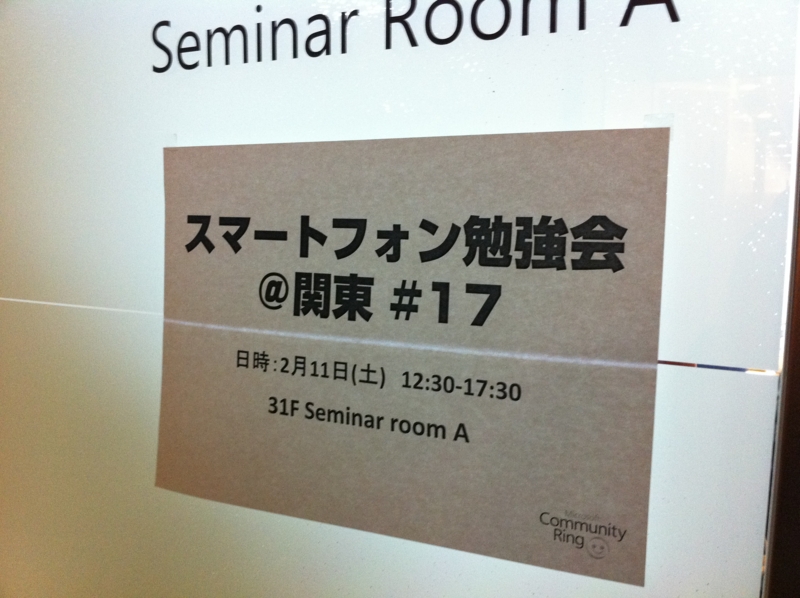 Seminar Room A
スマートフォン勉強会
@関東 #17
日時:2月11日(土) 12:30-17:30
31F Seminar room A
Microsoft
Community
Ring